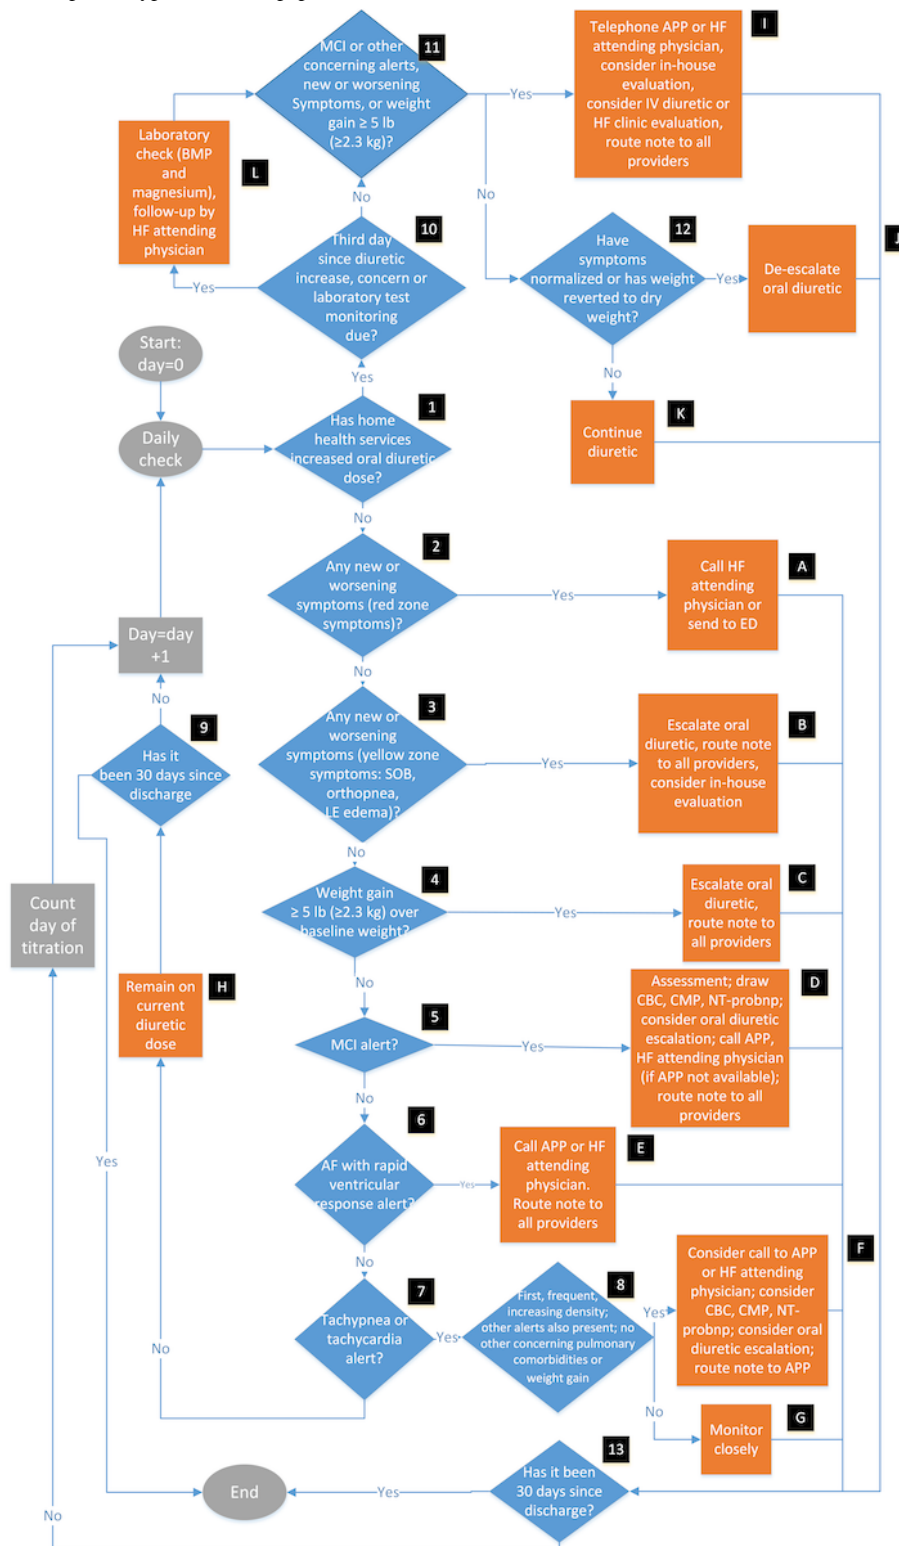 MCI or other
concerning alerts,
new or worsening
Symptoms, or weight
gain ≥ 5 lb
(≥2.3 kg)?
11
Yes
Telephone APP or HF
attending physician,
consider in-house
evaluation,
consider IV diuretic or
HF clinic evaluation,
route note to all
providers
I
Laboratory
check (BMP
and
magnesium),
follow-up by
HF attending
physician
L
No
No
Third day
since diuretic
increase, concern or
laboratory test
monitoring
due?
10
Yes
Have
symptoms
normalized or has weight
reverted to dry
weight?
12
Yes
De-escalate
oral diuretic
J
No
Continue
diuretic
K
Start:
day=0
Daily
check
Yes
Has home
health services
increased oral diuretic
dose?
1
No
Any new or
worsening
symptoms (red zone
symptoms)?
2
Yes
Call HF
attending
physician or
send to ED
A
Day=day
+1
No
No
Any new or
worsening
symptoms (yellow zone
symptoms: SOB,
orthopnea,
LE edema)?
3
Yes
Escalate oral
diuretic, route note
to all providers,
consider in-house
evaluation
B
Has it
been 30 days since
discharge
9
No
Weight gain
≥ 5 lb (≥2.3 kg) over
baseline weight?
4
Yes
Escalate oral
diuretic,
route note to
all providers
C
Count
day of
titration
No
MCI alert?
5
Yes
Assessment; draw
CBC, CMP, NT-probnp;
consider oral diuretic
escalation; call APP,
HF attending physician
(if APP not available);
route note to all
providers
D
Remain on
current
diuretic
dose
H
No
AF with rapid
ventricular
response alert?
6
Yes
Call APP or HF
attending
physician.
Route note to
all providers
E
Yes
No
Tachypnea or
tachycardia
alert?
7
Yes
First, frequent,
increasing density;
other alerts also present; no
other concerning pulmonary
comorbidities or
weight gain
8
Yes
Consider call to APP
or HF attending
physician; consider
CBC, CMP, NT-
probnp; consider oral
diuretic escalation;
route note to APP
F
No
No
Monitor
closely
G
Has it been
30 days since
discharge?
13
Yes
End
No